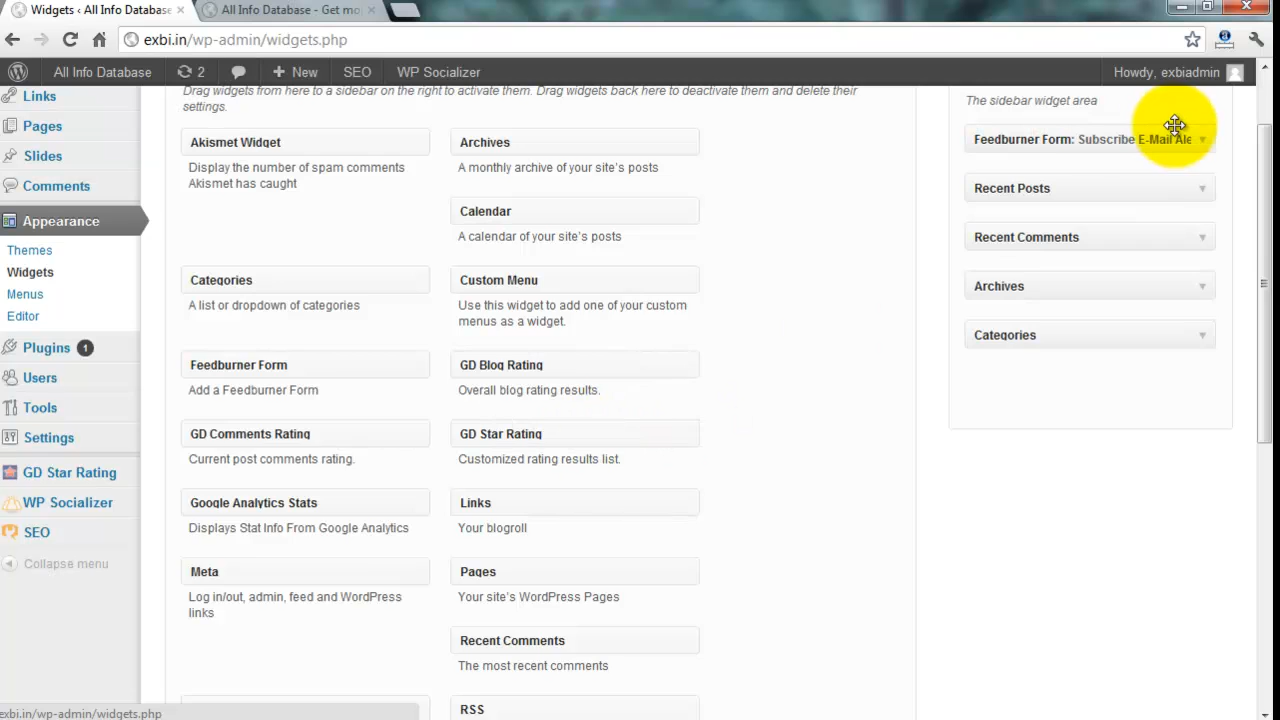 Widgets ‹ All Info Database
All Info Database - Get mo
exbi.in/wp-admin/widgets.php
All Info Database
2
New
SEO
WP Socializer
Howdy, exbiadmin
Links
Pages
Slides
Comments
Appearance
Themes
Widgets
Menus
Editor
Plugins 1
Users
Tools
Settings
GD Star Rating
WP Socializer
SEO
Collapse menu
Drag widgets from here to a sidebar on the right to activate them. Drag widgets back here to deactivate them and delete their
settings.
Akismet Widget
Display the number of spam comments
Akismet has caught
Archives
A monthly archive of your site's posts
Calendar
A calendar of your site's posts
Categories
A list or dropdown of categories
Custom Menu
Use this widget to add one of your custom
menus as a widget.
Feedburner Form
Add a Feedburner Form
GD Blog Rating
Overall blog rating results.
GD Comments Rating
Current post comments rating.
GD Star Rating
Customized rating results list.
Google Analytics Stats
Displays Stat Info From Google Analytics
Links
Your blogroll
Meta
Log in/out, admin, feed and WordPress
links
Pages
Your site's WordPress Pages
Recent Comments
The most recent comments
RSS
The sidebar widget area
Feedburner Form: Subscribe E-Mail Ale
Recent Posts
Recent Comments
Archives
Categories
exbi.in/wp-admin/widgets.php